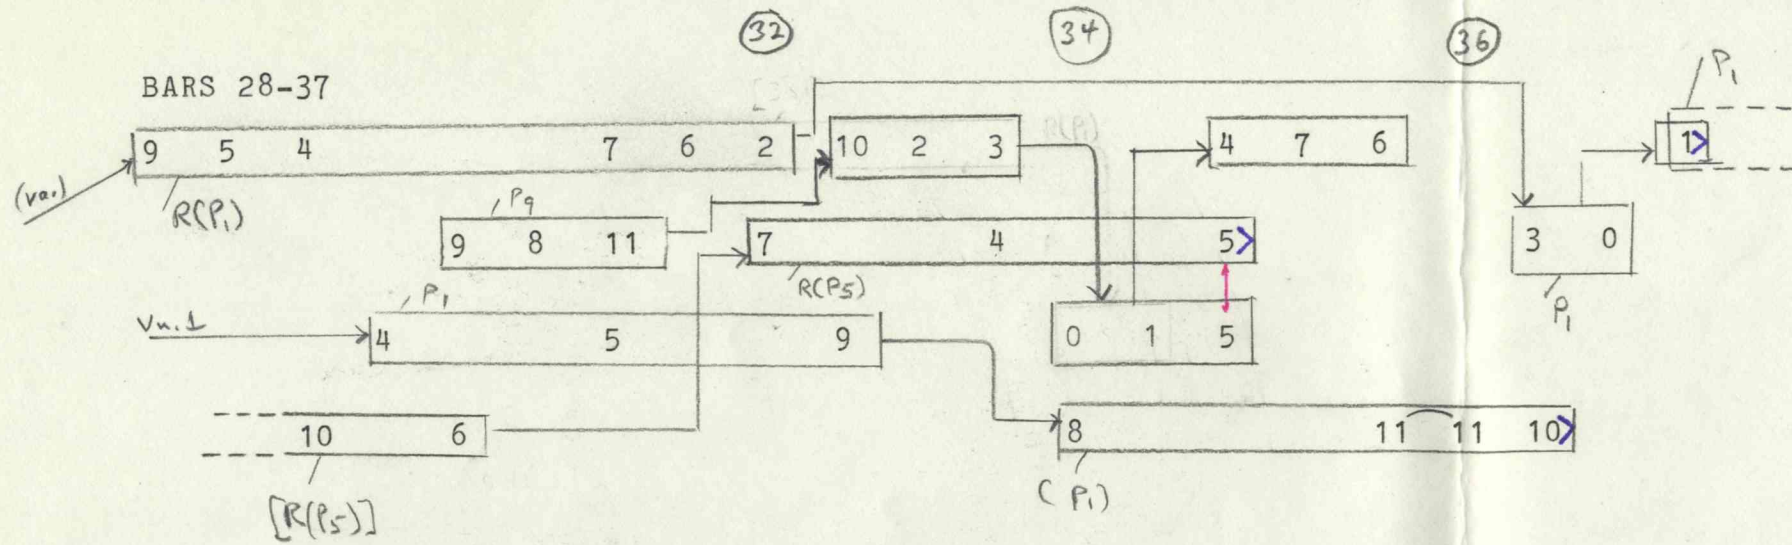 32 34 36
P1
BARS 28-37
9 5 4 7 6 2 10 2 3 4 7 6 1>
(va.)
R(P1) P9
9 8 11 7 4 5> 3 0
P1 R(P5) P1
Vn.1 4 5 9 0 1 5
10 6 8 11 11 10>
[R(P5)] (P1)